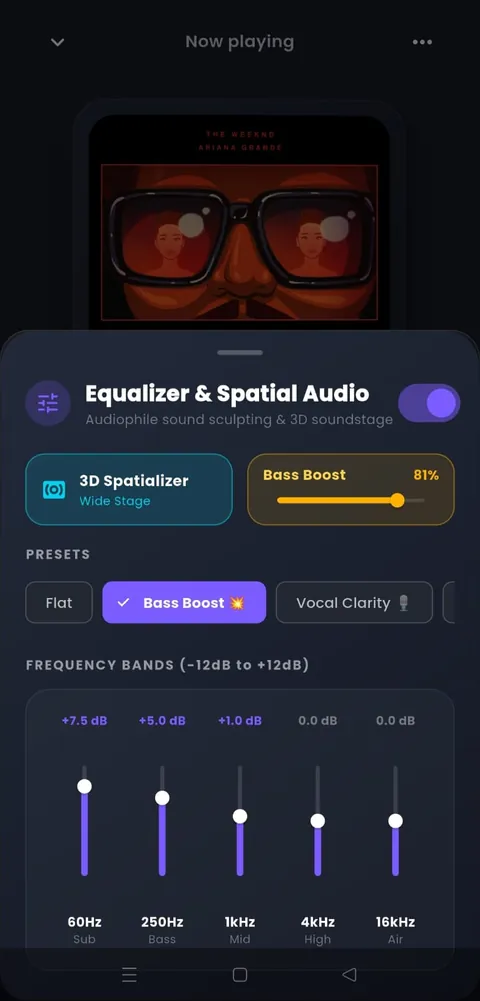 Now playing
THE WEEKND
ARIANA GRANDE
Equalizer & Spatial Audio
Audiophile sound sculpting & 3D soundstage
3D Spatializer
Wide Stage
Bass Boost 81%
PRESETS
Flat
Bass Boost 💥
Vocal Clarity 🎙️
FREQUENCY BANDS (-12dB to +12dB)
+7.5 dB +5.0 dB +1.0 dB 0.0 dB 0.0 dB
60Hz 250Hz 1kHz 4kHz 16kHz
Sub Bass Mid High Air